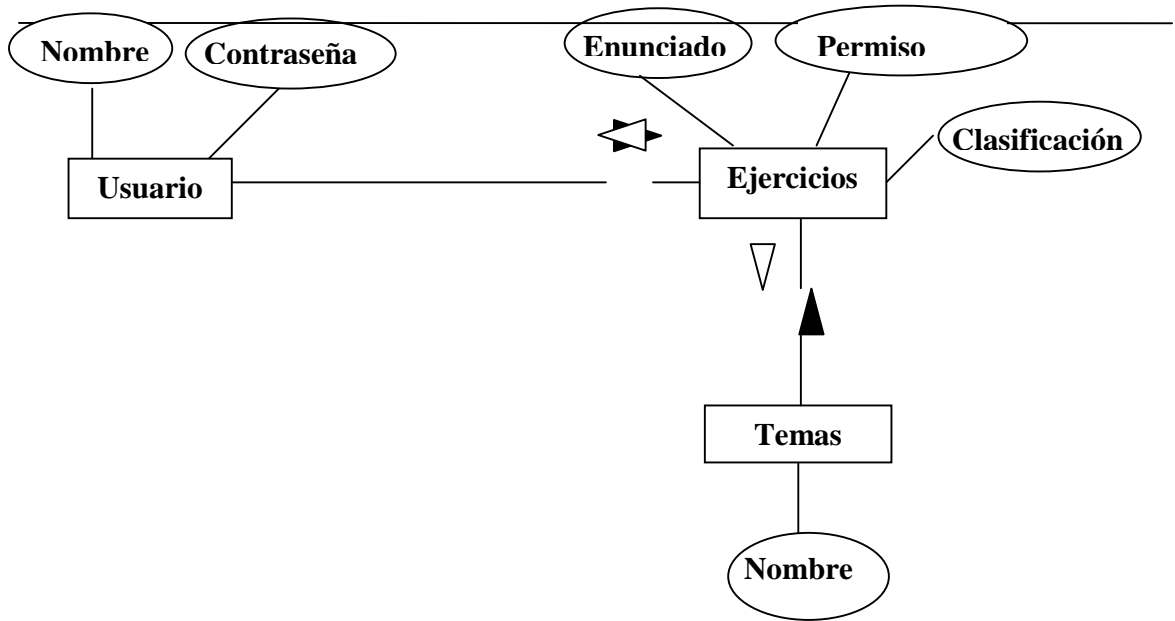 Nombre
Contraseña
Enunciado
Permiso
Clasificación
Usuario
Ejercicios
Temas
Nombre